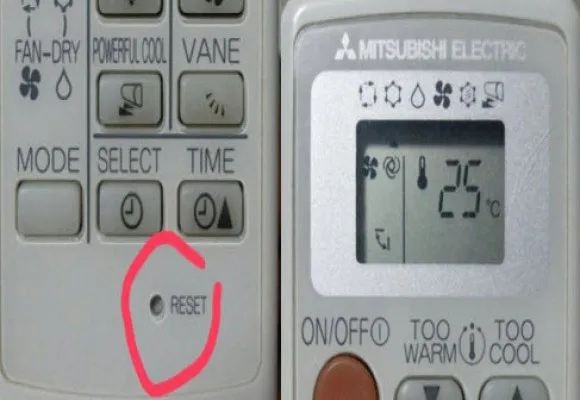 FAN-DRY
POWERFUL COOL
VANE
MODE
SELECT
TIME
RESET
MITSUBISHI ELECTRIC
25°C
ON/OFF
TOO WARM
TOO COOL